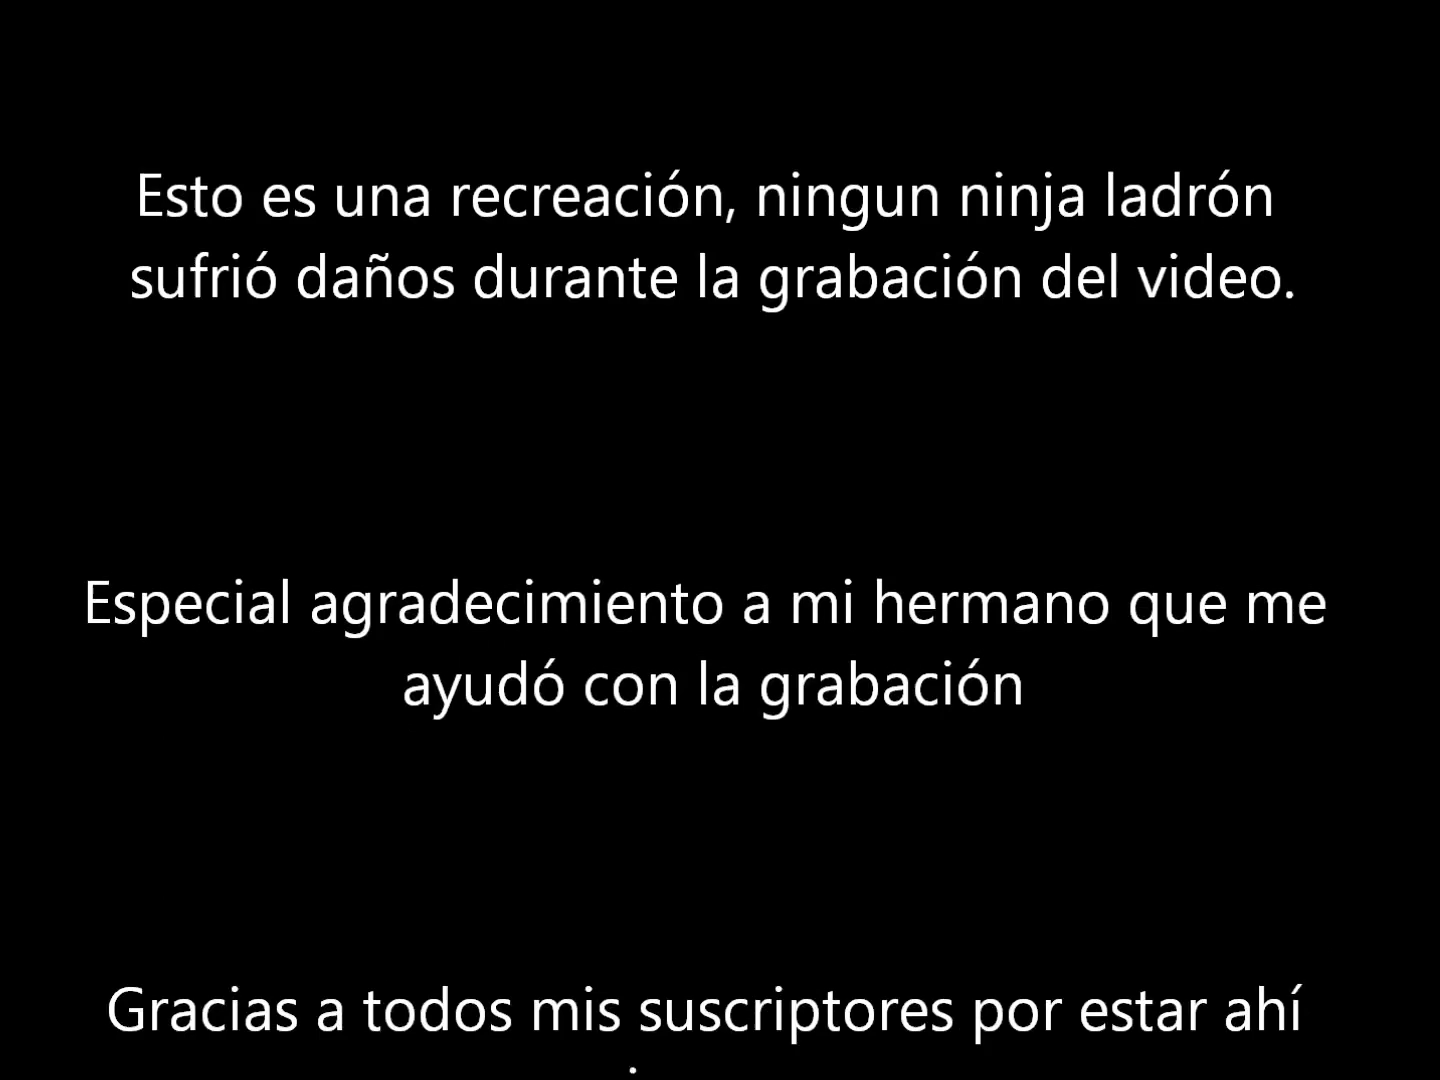 Esto es una recreación, ningun ninja ladrón
sufrió daños durante la grabación del video.
Especial agradecimiento a mi hermano que me
ayudó con la grabación
Gracias a todos mis suscriptores por estar ahí